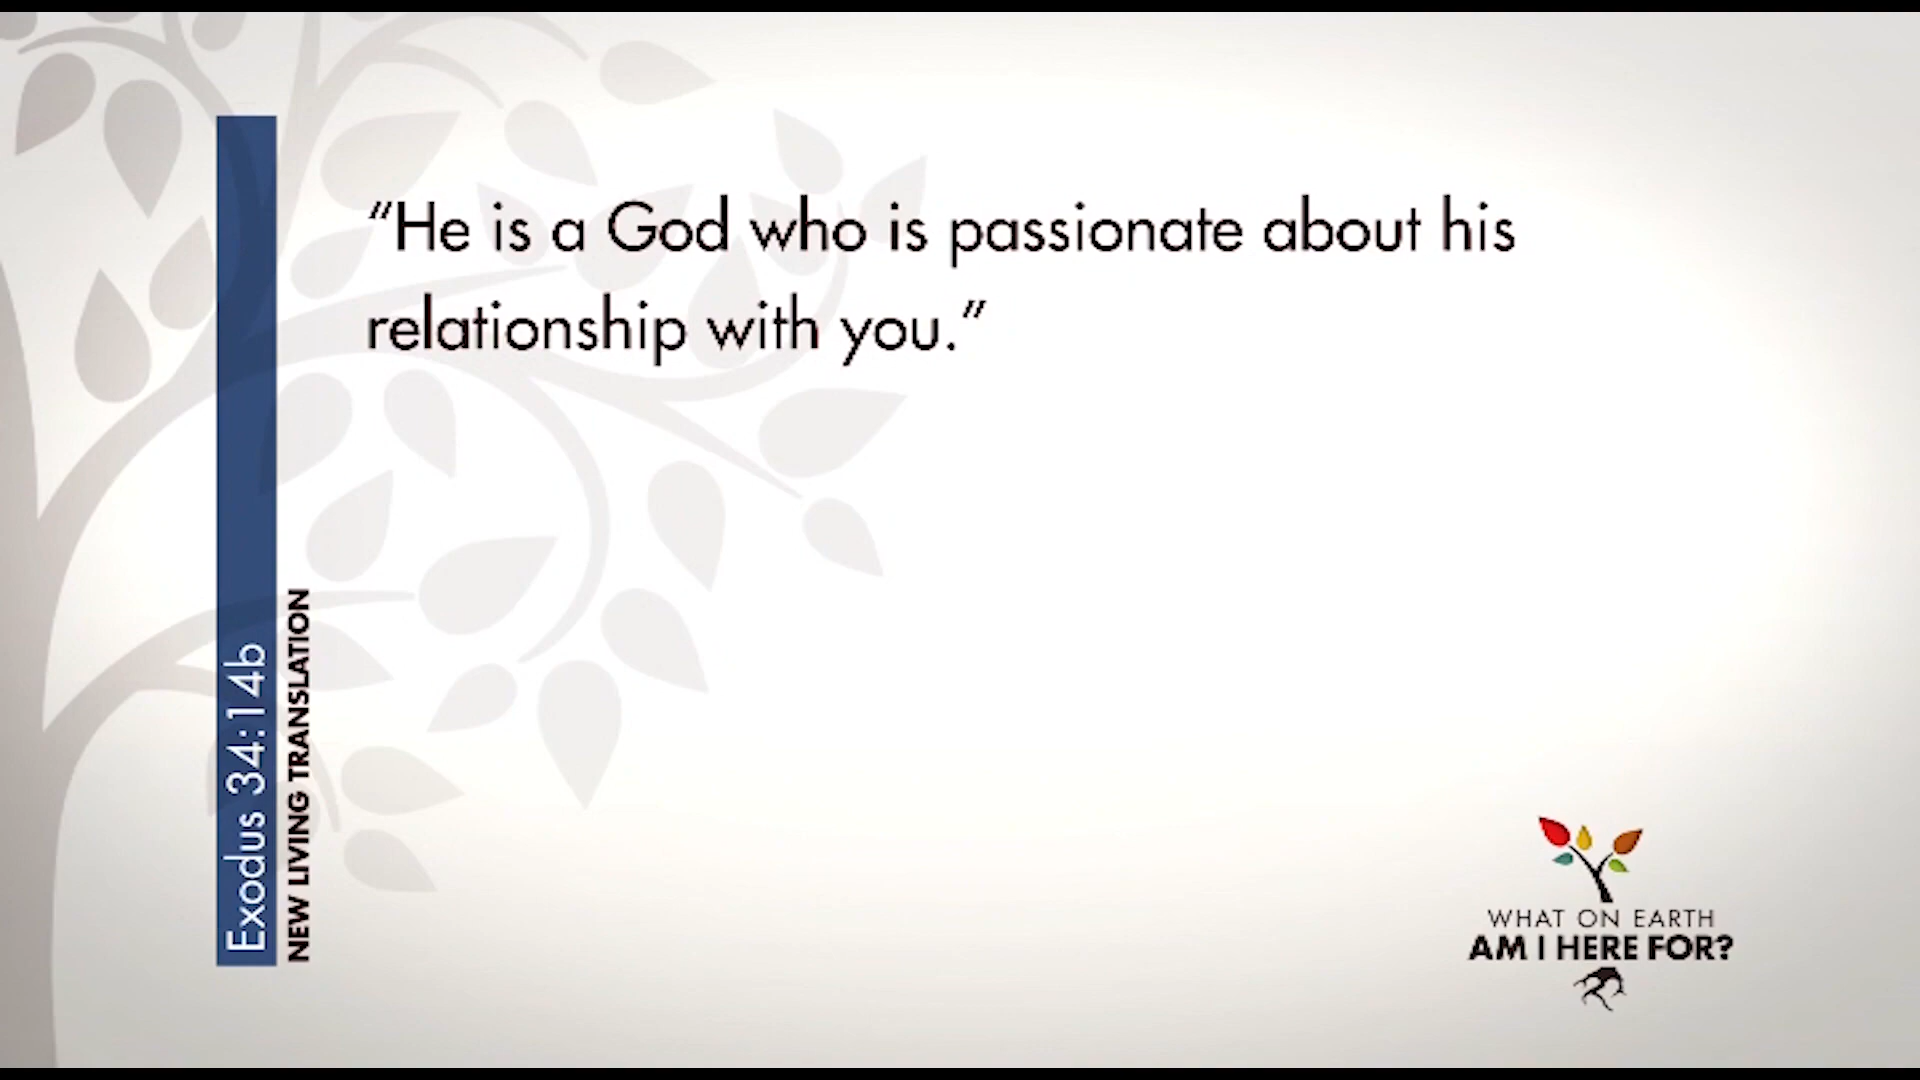 “He is a God who is passionate about his
relationship with you.”
Exodus 34:14b
NEW LIVING TRANSLATION
WHAT ON EARTH
AM I HERE FOR?